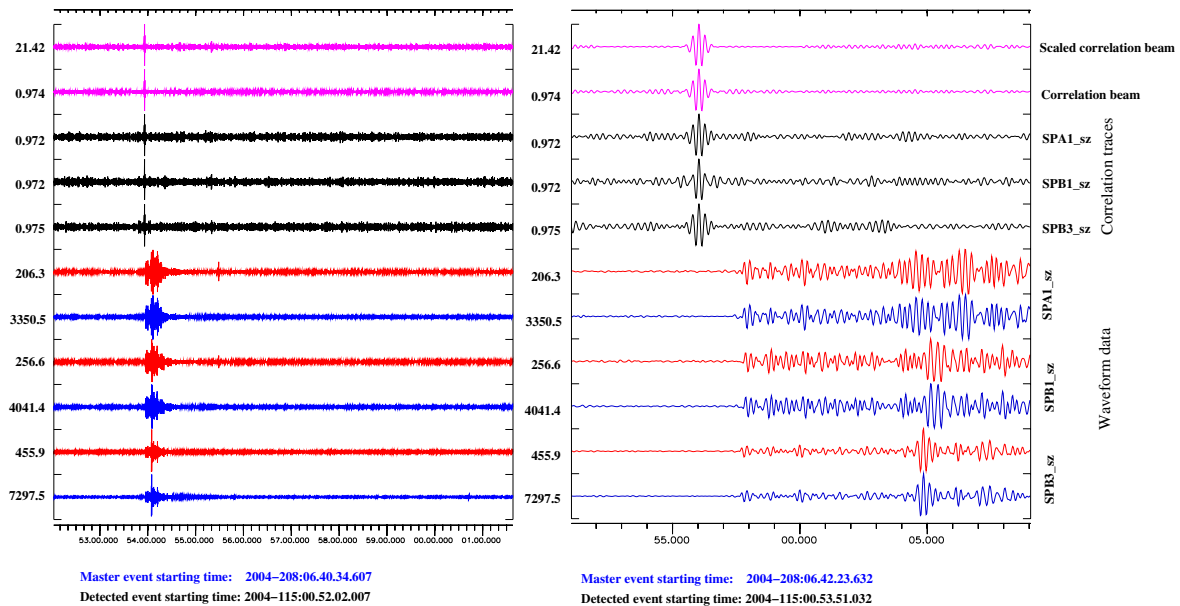 21.42
0.974
0.972
0.972
0.975
206.3
3350.5
256.6
4041.4
455.9
7297.5
53.00.000 54.00.000 55.00.000 56.00.000 57.00.000 58.00.000 59.00.000 00.00.000 01.00.000
Master event starting time: 2004-208:06.40.34.607
Detected event starting time: 2004-115:00.52.02.007
21.42
0.974
0.972
0.972
0.975
206.3
3350.5
256.6
4041.4
455.9
7297.5
55.000 00.000 05.000
Master event starting time: 2004-208:06.42.23.632
Detected event starting time: 2004-115:00.53.51.032
Scaled correlation beam
Correlation beam
SPA1_sz
SPB1_sz
SPB3_sz
Correlation traces
SPA1_sz
SPB1_sz
SPB3_sz
Waveform data